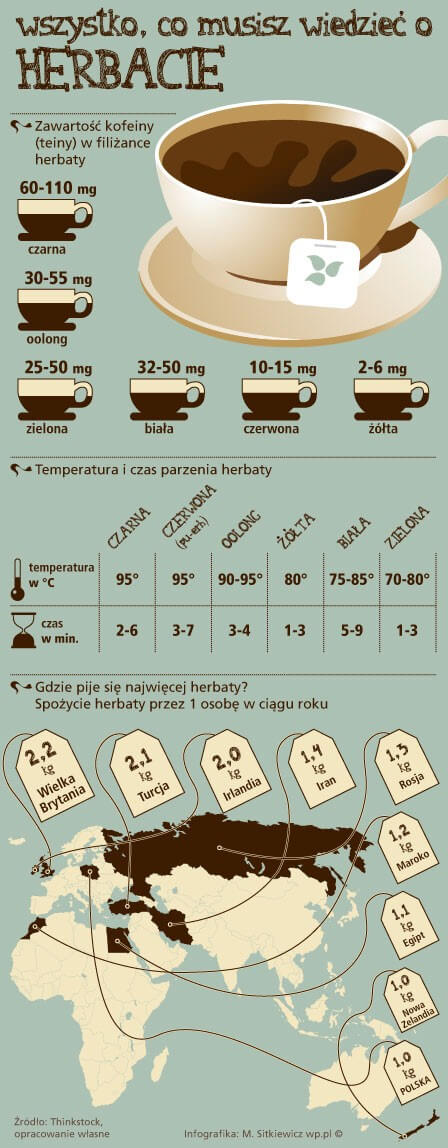 wszystko, co musisz wiedzieć o
HERBACIE
Zawartość kofeiny
(teiny) w filiżance
herbaty
60-110 mg
czarna
30-55 mg
oolong
25-50 mg
zielona
32-50 mg
biała
10-15 mg
czerwona
2-6 mg
żółta
Temperatura i czas parzenia herbaty
CZARNA
CZERWONA
(pu-erh)
OOLONG
ŻÓŁTA
BIAŁA
ZIELONA
temperatura
w °C
95°
95°
90-95°
80°
75-85°
70-80°
czas
w min.
2-6
3-7
3-4
1-3
5-9
1-3
Gdzie pije się najwięcej herbaty?
Spożycie herbaty przez 1 osobę w ciągu roku
2,2
kg
Wielka
Brytania
2,1
kg
Turcja
2,0
kg
Irlandia
1,4
kg
Iran
1,3
kg
Rosja
1,2
kg
Maroko
1,1
kg
Egipt
1,0
kg
Nowa
Zelandia
1,0
kg
POLSKA
Źródło: Thinkstock,
opracowanie własne
Infografika: M. Sitkiewicz wp.pl ©